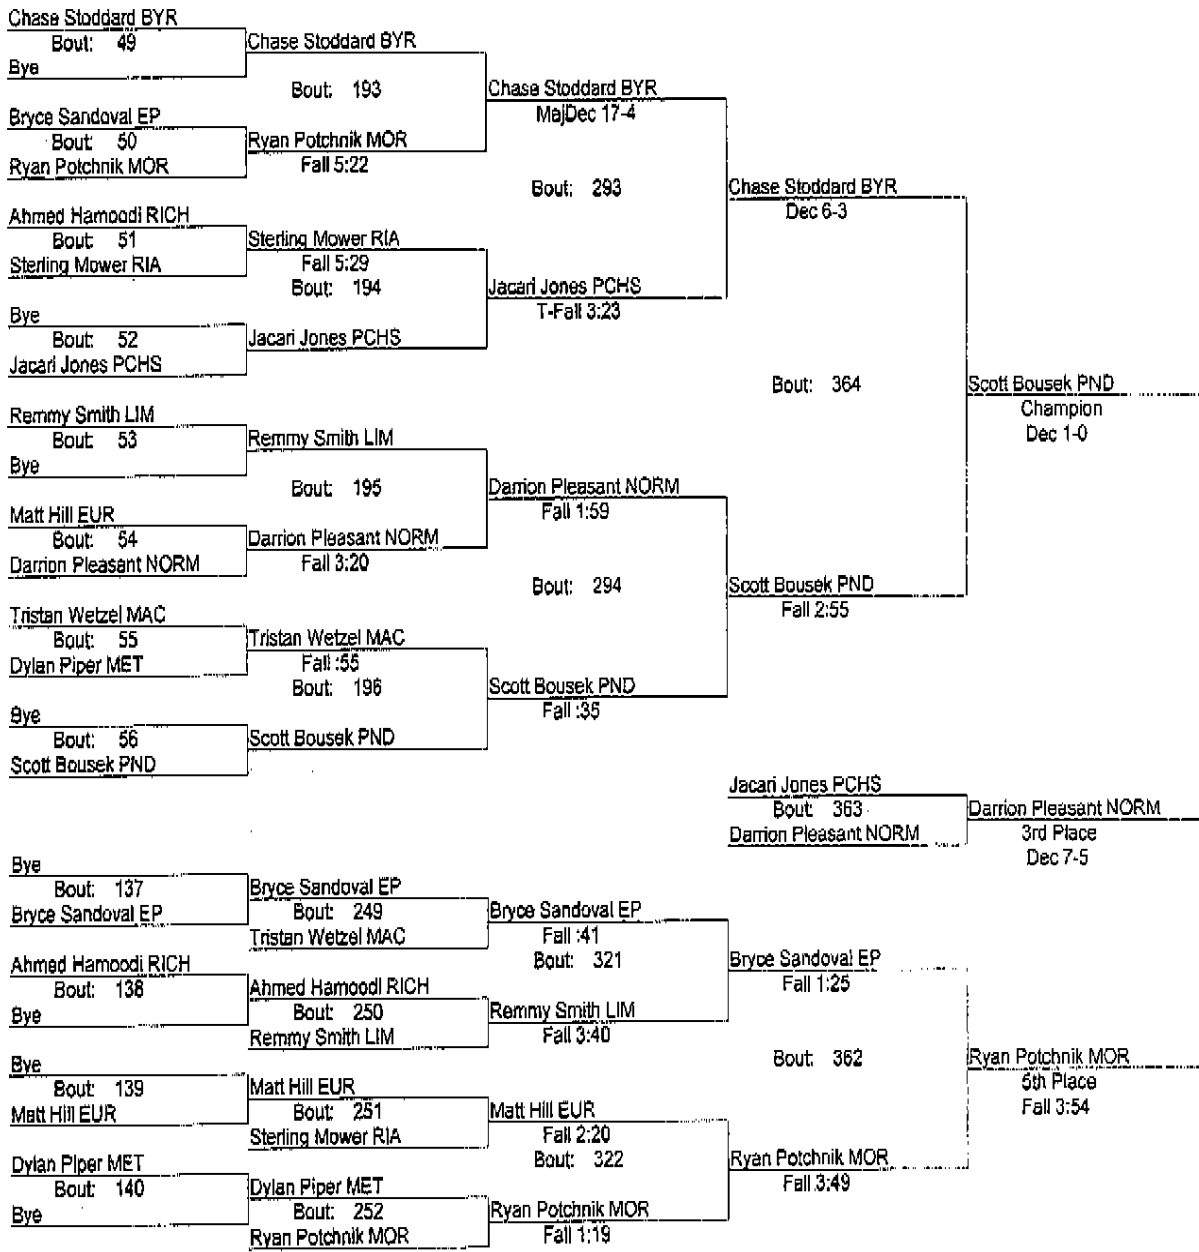 Chase Stoddard BYR
Bout: 49
Bye
Chase Stoddard BYR
Bout: 193
Bryce Sandoval EP
Bout: 50
Ryan Potchnik MOR
Ryan Potchnik MOR
Fall 5:22
Chase Stoddard BYR
MajDec 17-4
Bout: 293
Ahmed Hamoodi RICH
Bout: 51
Sterling Mower RIA
Sterling Mower RIA
Fall 5:29
Bout: 194
Bye
Bout: 52
Jacari Jones PCHS
Jacari Jones PCHS
Jacari Jones PCHS
T-Fall 3:23
Chase Stoddard BYR
Dec 6-3
Bout: 364
Remmy Smith LIM
Bout: 53
Bye
Remmy Smith LIM
Bout: 195
Matt Hill EUR
Bout: 54
Darrion Pleasant NORM
Darrion Pleasant NORM
Fall 3:20
Darrion Pleasant NORM
Fall 1:59
Bout: 294
Tristan Wetzel MAC
Bout: 55
Dylan Piper MET
Tristan Wetzel MAC
Fall :55
Bout: 196
Bye
Bout: 56
Scott Bousek PND
Scott Bousek PND
Scott Bousek PND
Fall :35
Scott Bousek PND
Fall 2:55
Scott Bousek PND
Champion
Dec 1-0
Jacari Jones PCHS
Bout: 363
Darrion Pleasant NORM
Darrion Pleasant NORM
3rd Place
Dec 7-5
Bye
Bout: 137
Bryce Sandoval EP
Bryce Sandoval EP
Bout: 249
Tristan Wetzel MAC
Bryce Sandoval EP
Fall :41
Bout: 321
Ahmed Hamoodi RICH
Bout: 138
Bye
Ahmed Hamoodi RICH
Bout: 250
Remmy Smith LIM
Remmy Smith LIM
Fall 3:40
Bryce Sandoval EP
Fall 1:25
Bout: 362
Bye
Bout: 139
Matt Hill EUR
Matt Hill EUR
Bout: 251
Sterling Mower RIA
Matt Hill EUR
Fall 2:20
Bout: 322
Dylan Piper MET
Bout: 140
Bye
Dylan Piper MET
Bout: 252
Ryan Potchnik MOR
Ryan Potchnik MOR
Fall 1:19
Ryan Potchnik MOR
Fall 3:49
Ryan Potchnik MOR
5th Place
Fall 3:54